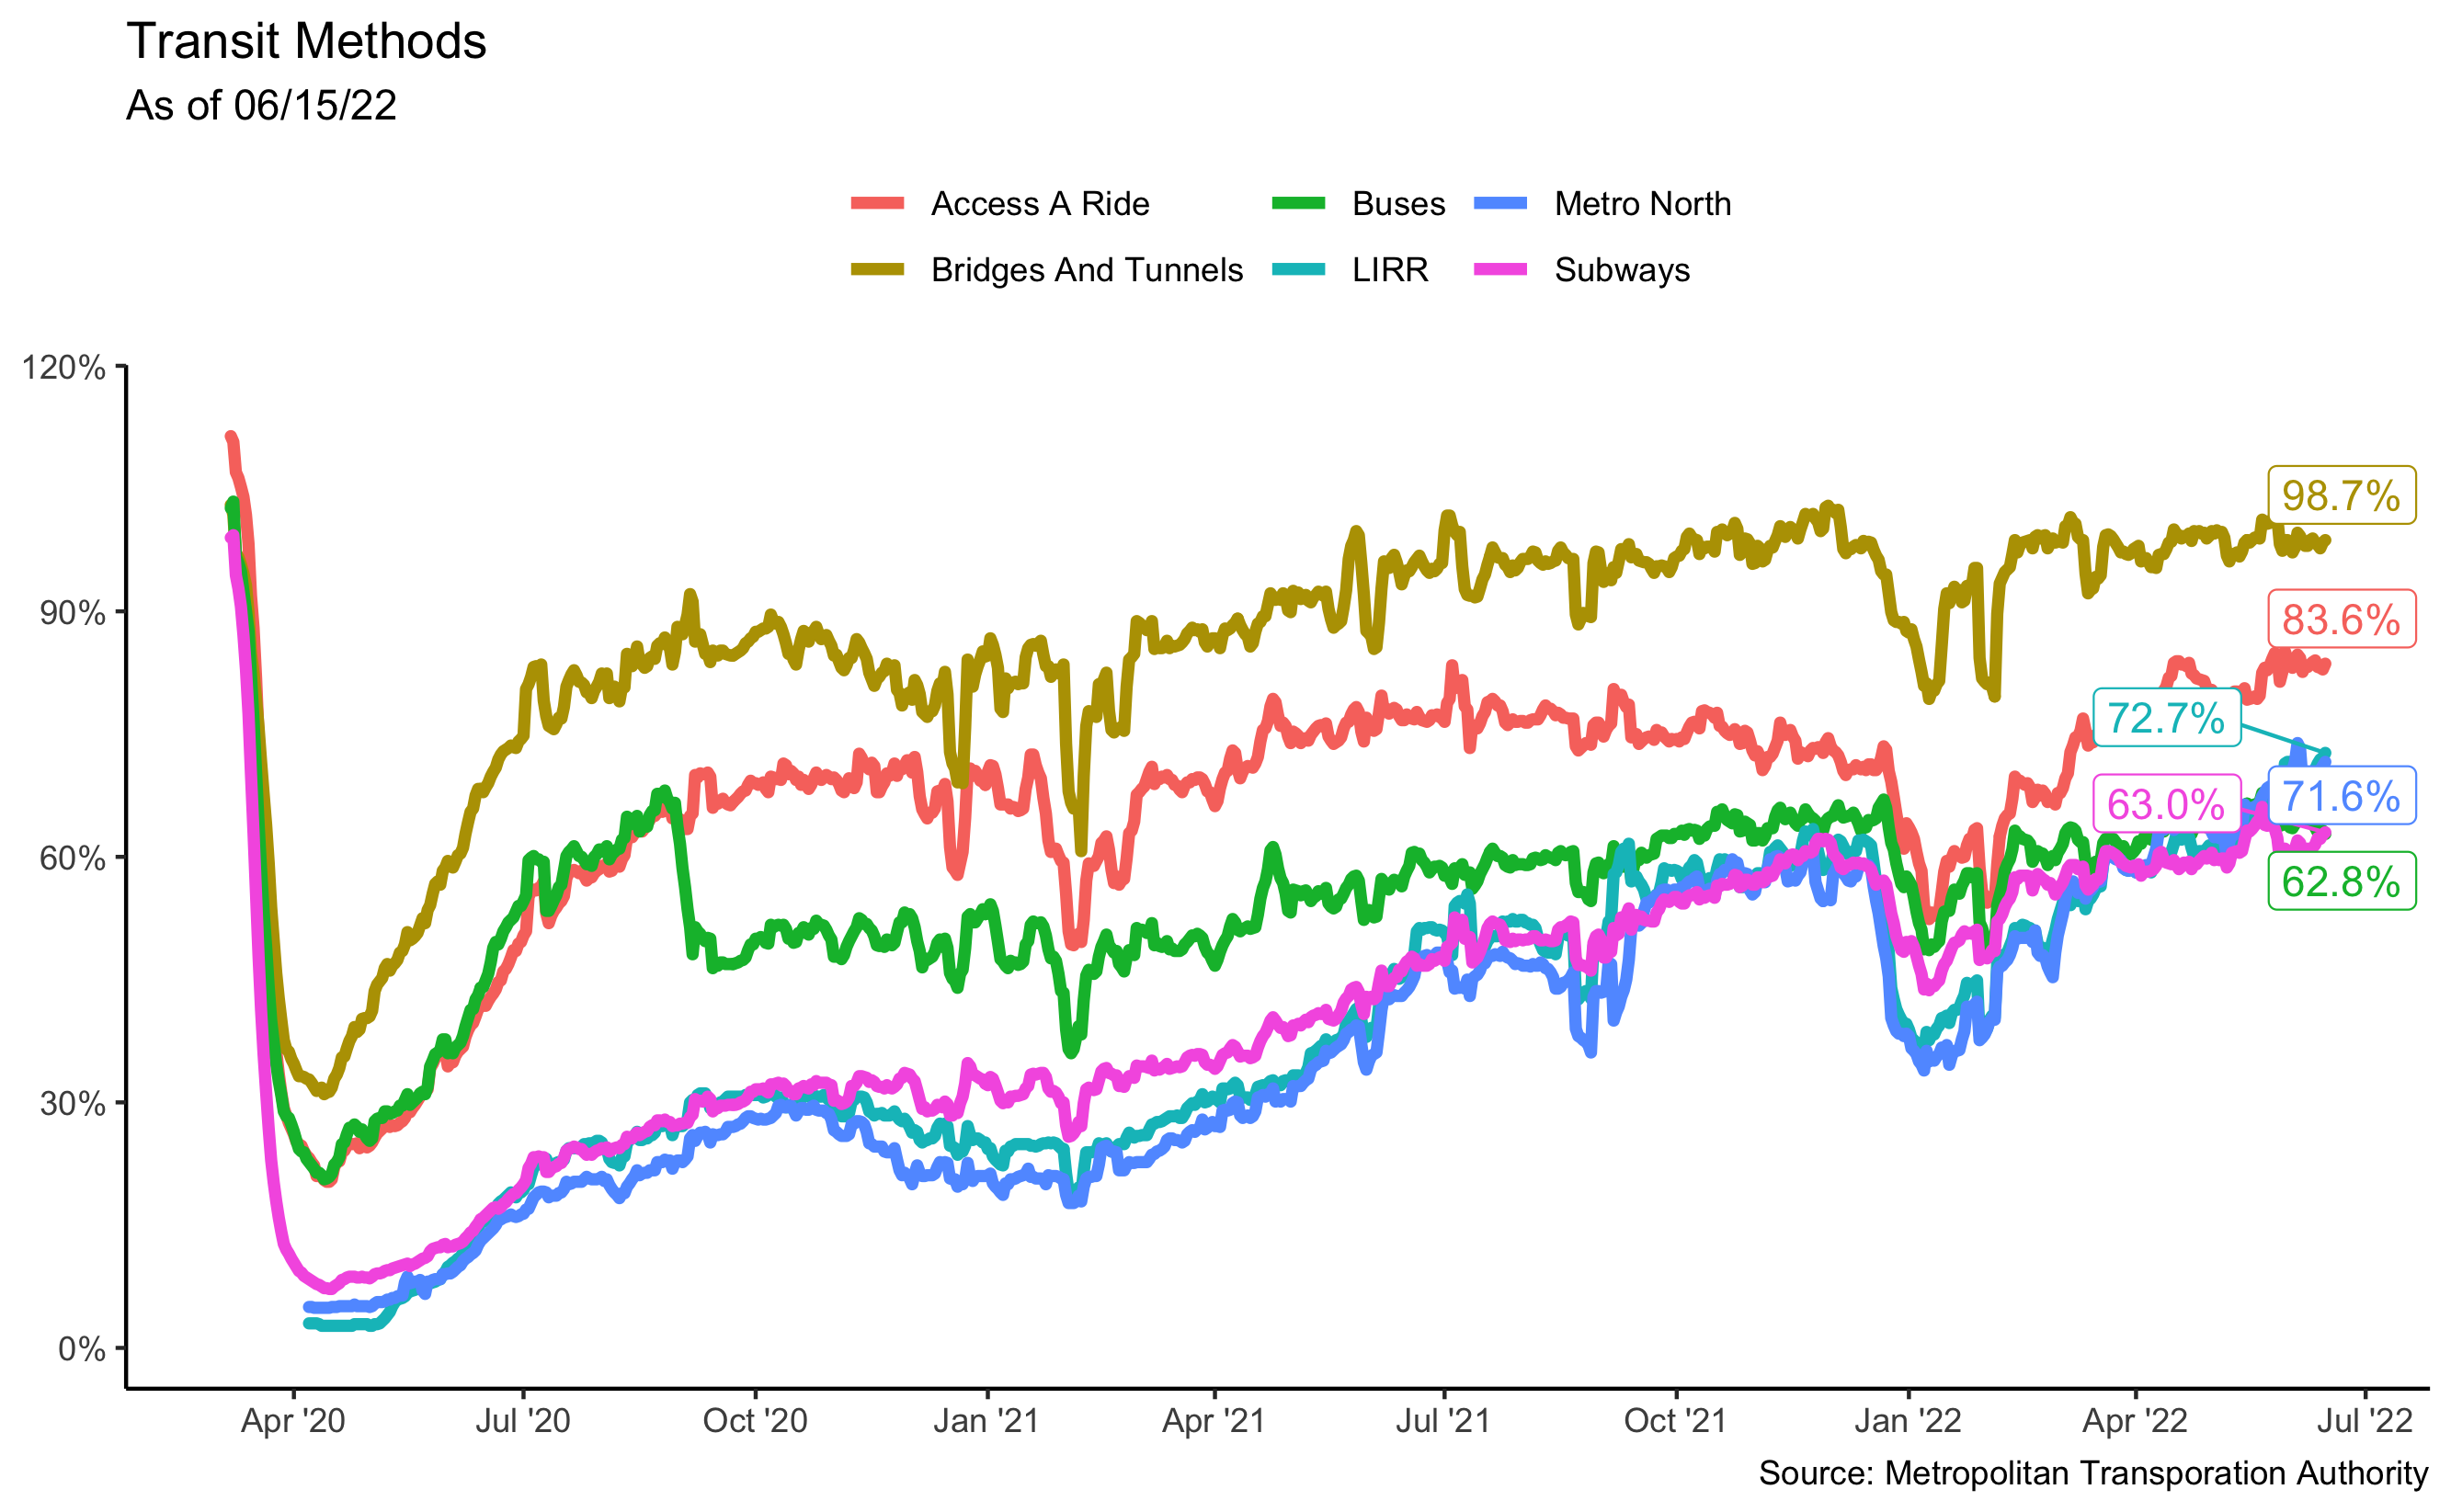 Transit Methods
As of 06/15/22
Access A Ride
Buses
Metro North
Bridges And Tunnels
LIRR
Subways
120%
90%
60%
30%
0%
98.7%
83.6%
72.7%
71.6%
63.0%
62.8%
Apr '20
Jul '20
Oct '20
Jan '21
Apr '21
Jul '21
Oct '21
Jan '22
Apr '22
Jul '22
Source: Metropolitan Transporation Authority